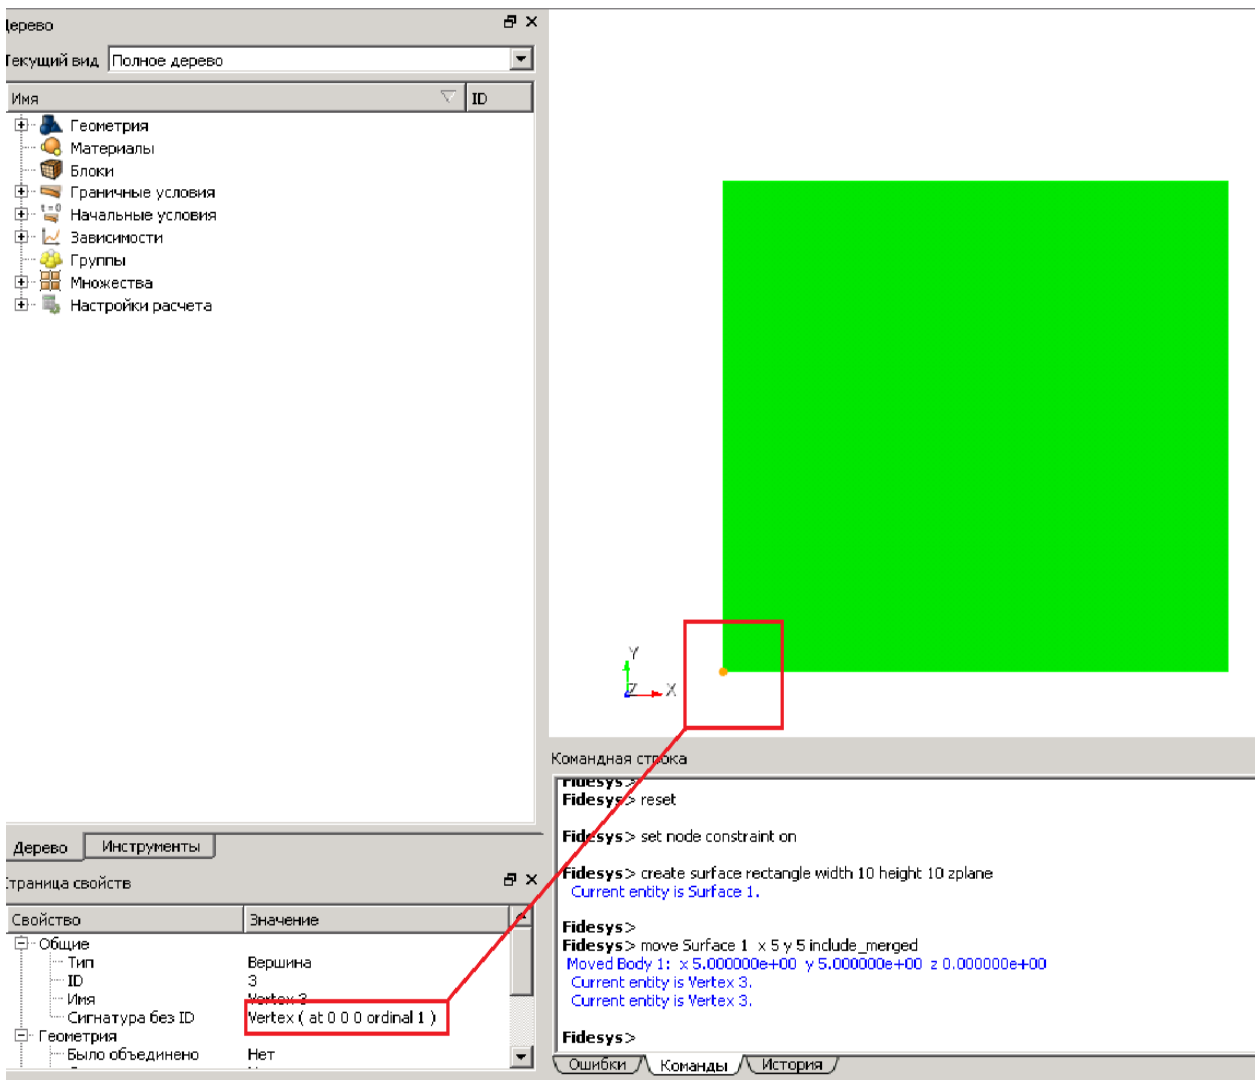 Дерево
Текущий вид Полное дерево
Имя ID
Геометрия
Материалы
Блоки
Граничные условия
Начальные условия
Зависимости
Группы
Множества
Настройки расчета
Y
Z X
Дерево Инструменты
Страница свойств
Свойство Значение
Общие
Тип Вершина
ID 3
Имя Vertex 3
Сигнатура без ID Vertex ( at 0 0 0 ordinal 1 )
Геометрия
Было объединено Нет
Командная строка
Fidesys>
Fidesys> reset
Fidesys> set node constraint on
Fidesys> create surface rectangle width 10 height 10 zplane
Current entity is Surface 1.
Fidesys>
Fidesys> move Surface 1 x 5 y 5 include_merged
Moved Body 1: x 5.000000e+00 y 5.000000e+00 z 0.000000e+00
Current entity is Vertex 3.
Current entity is Vertex 3.
Fidesys>
Ошибки Команды История